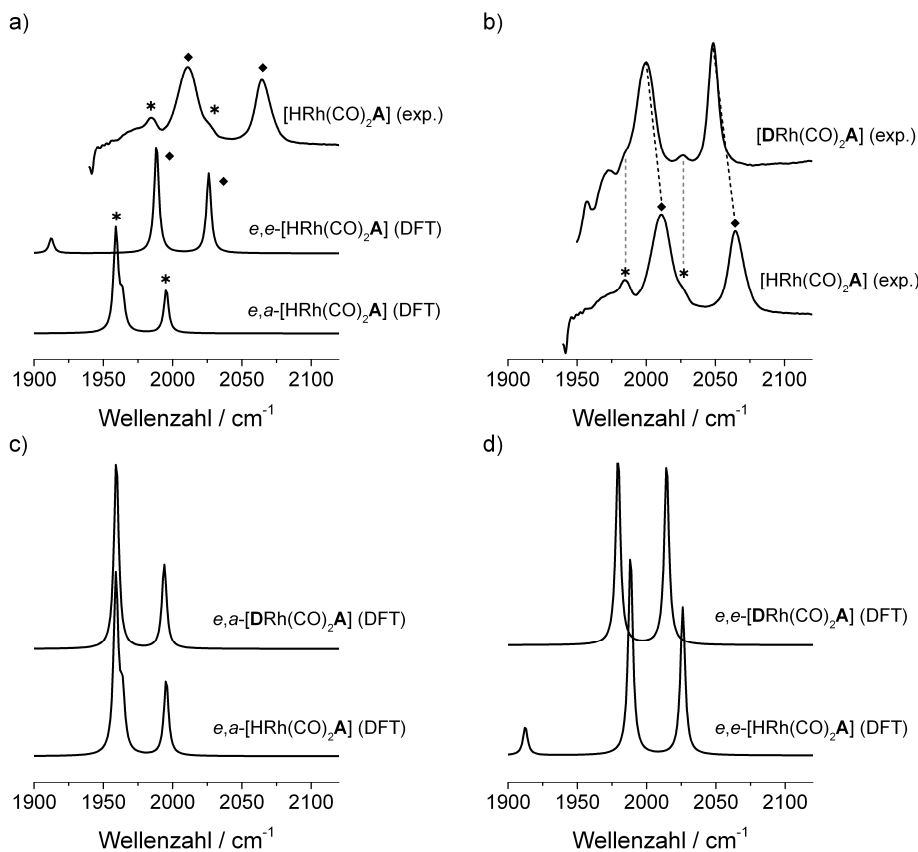 a)
[HRh(CO)₂A] (exp.)
e,e-[HRh(CO)₂A] (DFT)
e,a-[HRh(CO)₂A] (DFT)
1900 1950 2000 2050 2100
Wellenzahl / cm⁻¹
b)
[DRh(CO)₂A] (exp.)
[HRh(CO)₂A] (exp.)
1900 1950 2000 2050 2100
Wellenzahl / cm⁻¹
c)
e,a-[DRh(CO)₂A] (DFT)
e,a-[HRh(CO)₂A] (DFT)
1900 1950 2000 2050 2100
Wellenzahl / cm⁻¹
d)
e,e-[DRh(CO)₂A] (DFT)
e,e-[HRh(CO)₂A] (DFT)
1900 1950 2000 2050 2100
Wellenzahl / cm⁻¹